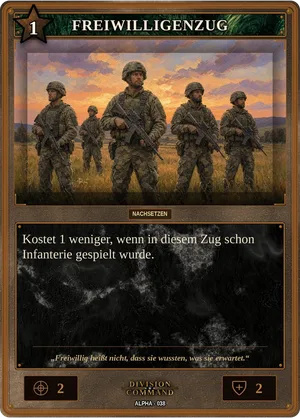 1
FREIWILLIGENZUG
NACHSETZEN
Kostet 1 weniger, wenn in diesem Zug schon
Infanterie gespielt wurde.
„Freiwillig heißt nicht, dass sie wussten, was sie erwartet.“
2
DIVISION
COMMAND
ALPHA · 038
2